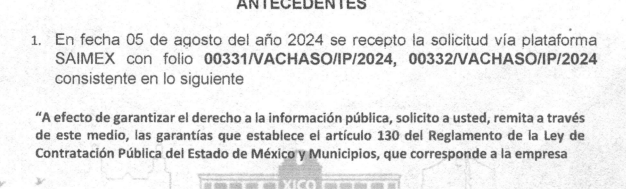 ANTECEDENTES
1. En fecha 05 de agosto del año 2024 se recepto la solicitud vía plataforma
SAIMEX con folio 00331/VACHASO/IP/2024, 00332/VACHASO/IP/2024
consistente en lo siguiente
“A efecto de garantizar el derecho a la información pública, solicito a usted, remita a través
de este medio, las garantías que establece el artículo 130 del Reglamento de la Ley de
Contratación Pública del Estado de México y Municipios, que corresponde a la empresa
XICO